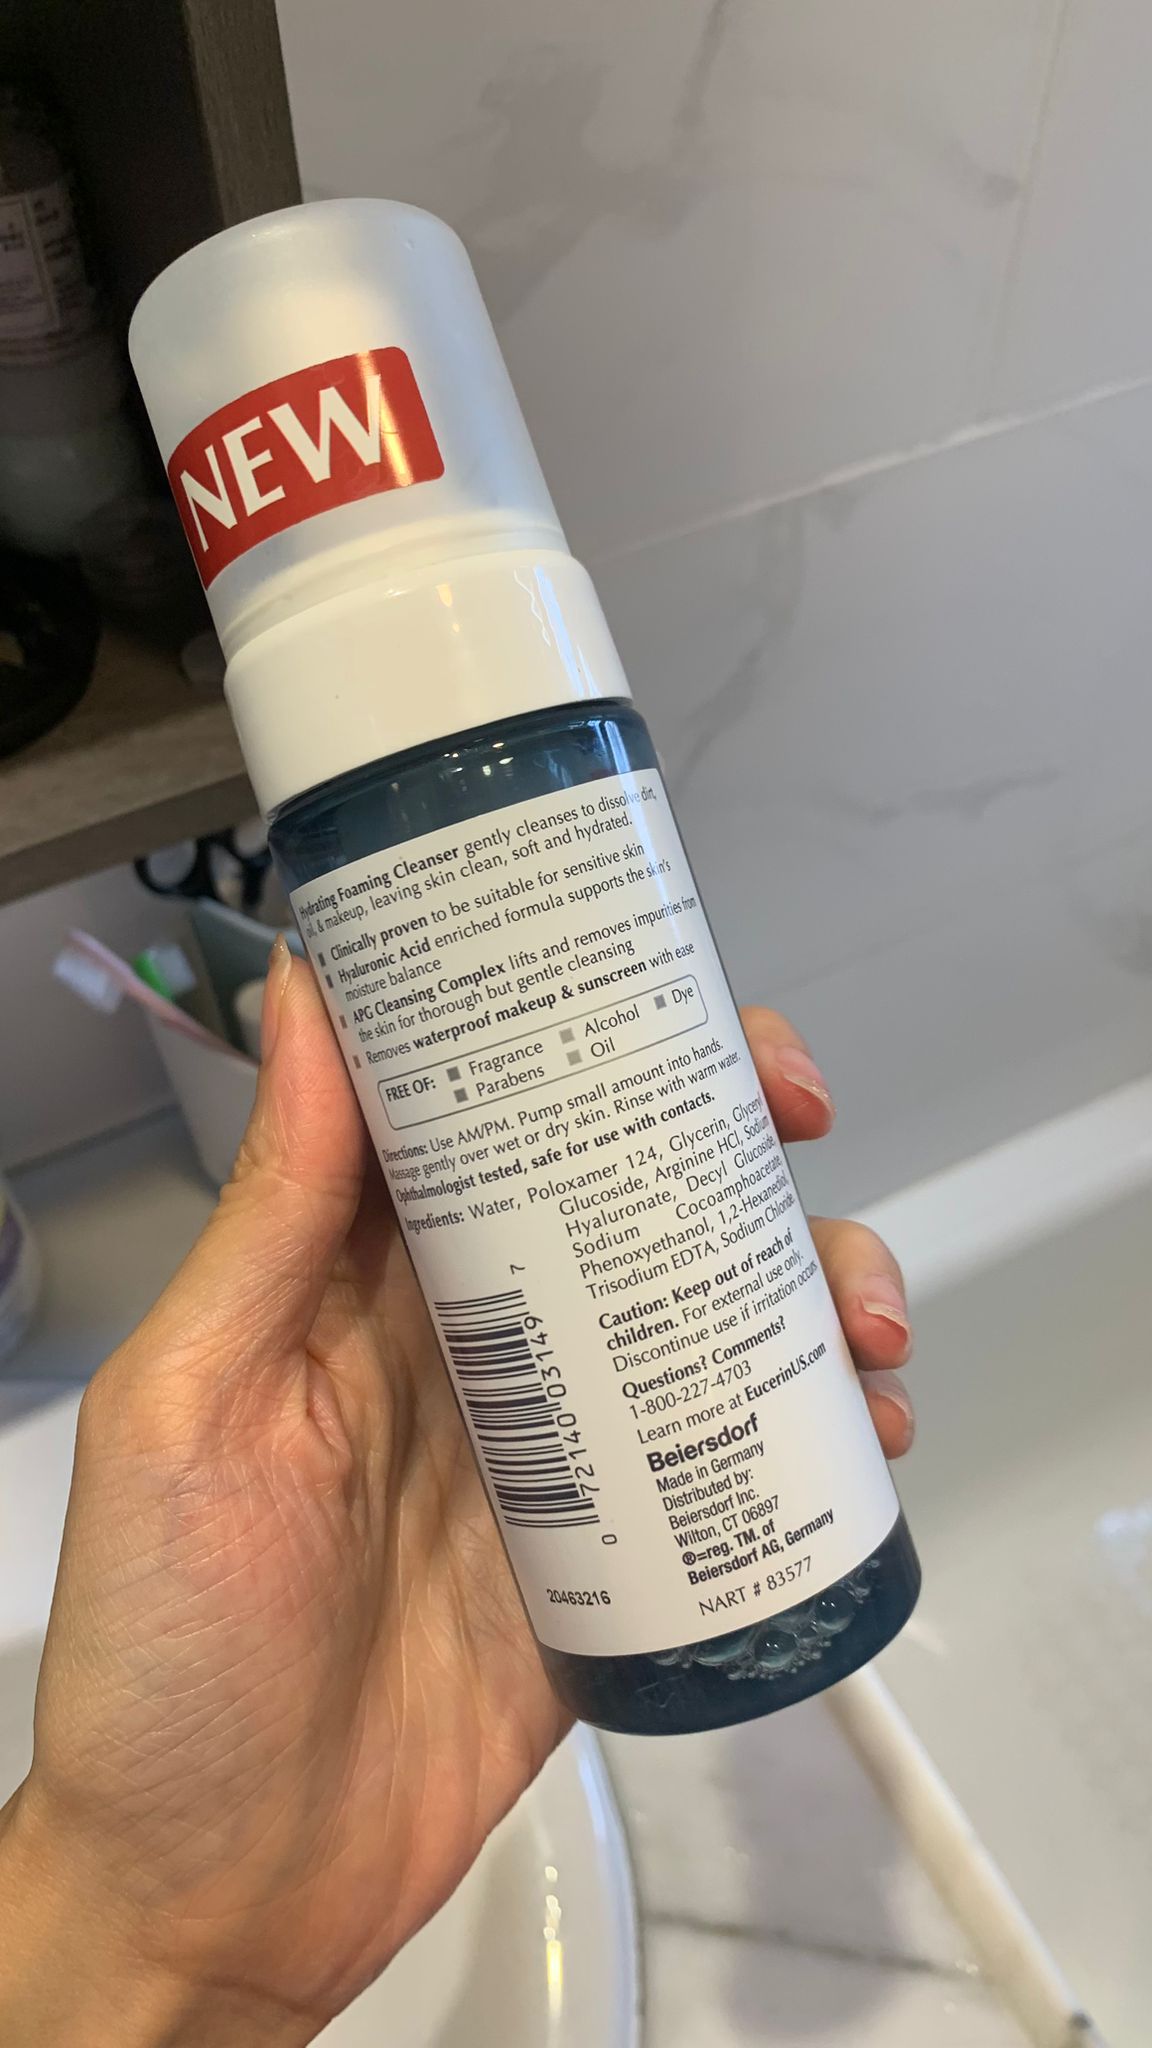 NEW
Hydrating Foaming Cleanser gently cleanses to dissolve dirt,
oil, & makeup, leaving skin clean, soft and hydrated.
Clinically proven to be suitable for sensitive skin
Hyaluronic Acid enriched formula supports the skin's
moisture balance
APG Cleansing Complex lifts and removes impurities from
the skin for thorough but gentle cleansing
Removes waterproof makeup & sunscreen with ease
FREE OF: Fragrance Alcohol Dye
Parabens Oil
Directions: Use AM/PM. Pump small amount into hands.
Massage gently over wet or dry skin. Rinse with warm water.
Ophthalmologist tested, safe for use with contacts.
Ingredients: Water, Poloxamer 124, Glycerin, Glyceryl
Glucoside, Arginine HCl, Sodium
Hyaluronate, Decyl Glucoside,
Sodium Cocoamphoacetate,
Phenoxyethanol, 1,2-Hexanediol,
Trisodium EDTA, Sodium Chloride
Caution: Keep out of reach of
children. For external use only.
Discontinue use if irritation occurs.
Questions? Comments?
1-800-227-4703
Learn more at EucerinUS.com
Beiersdorf
Made in Germany
Distributed by:
Beiersdorf Inc.
Wilton, CT 06897
®=reg. TM. of
Beiersdorf AG, Germany
NART # 83577
0 72140 03149 7
20463216